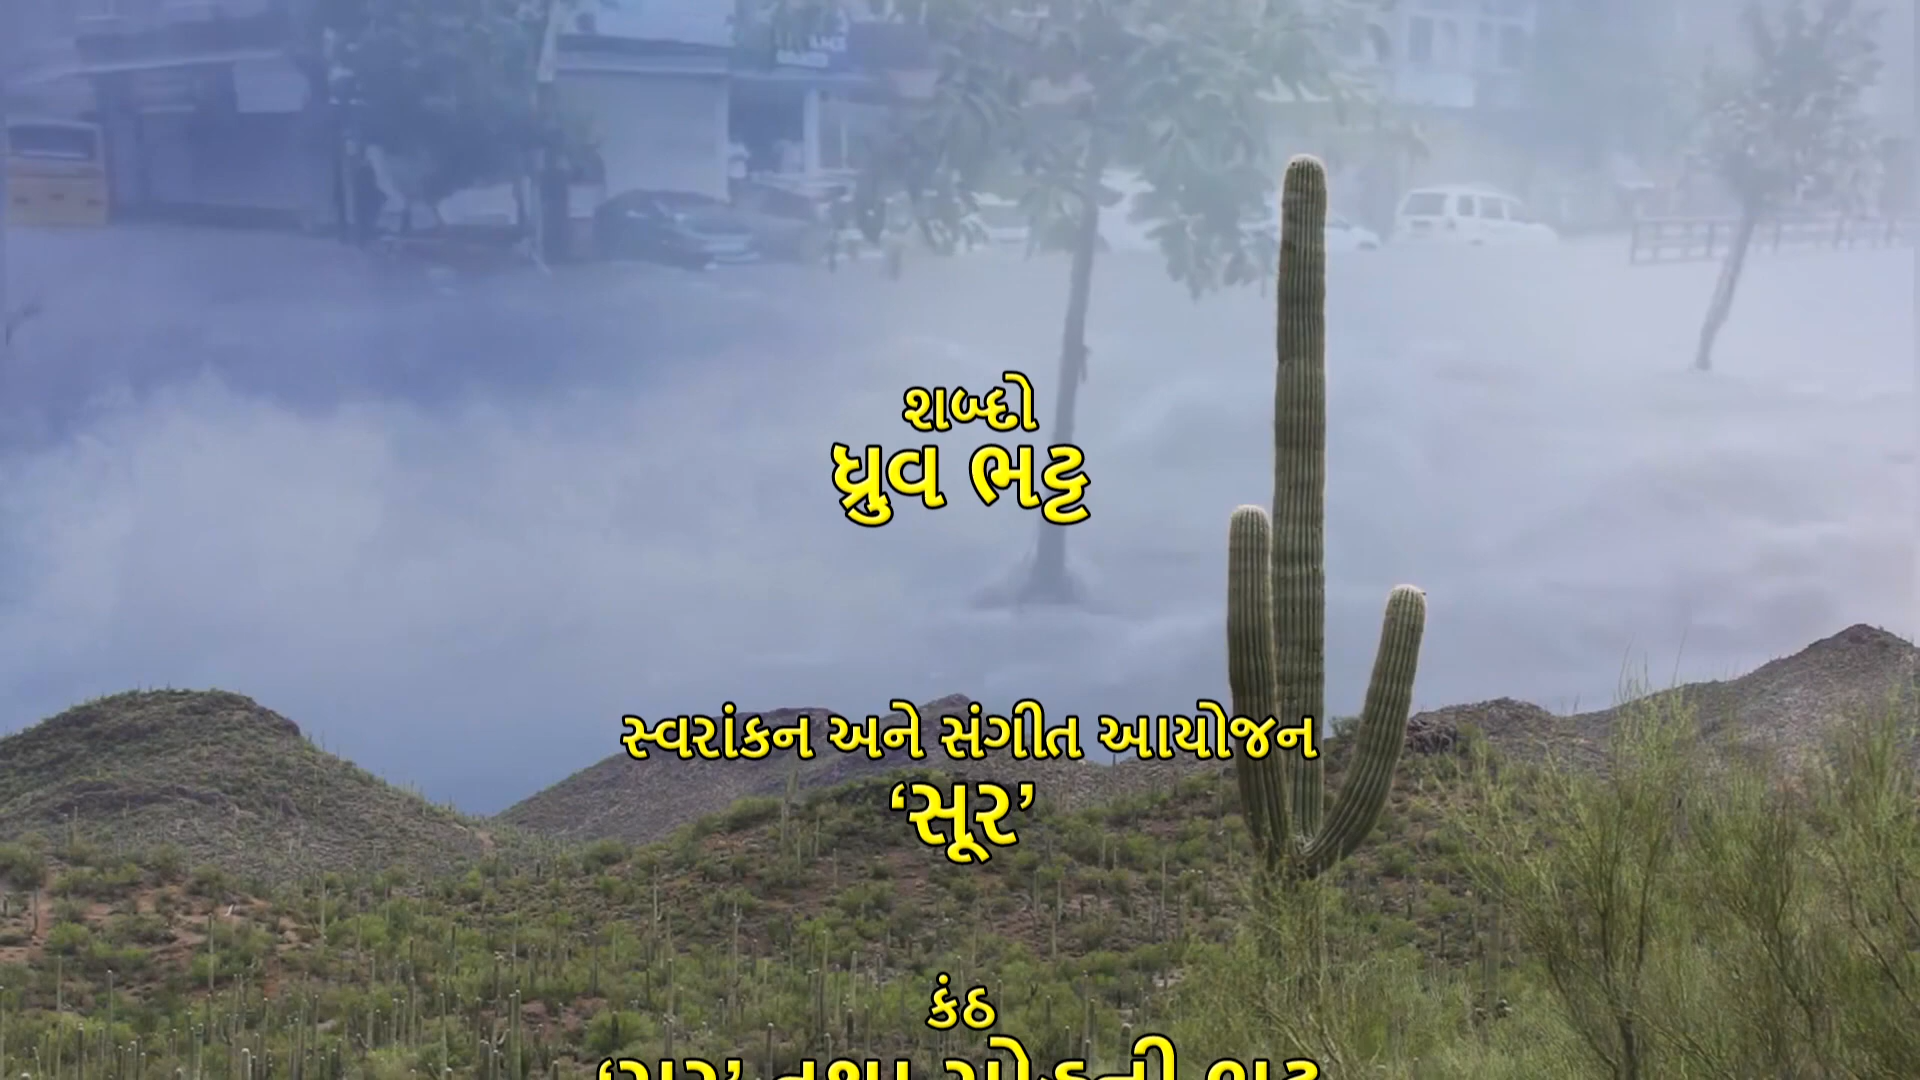 શબ્દો
ધ્રુવ ભટ્ટ
સ્વરાંકન અને સંગીત આયોજન
‘સૂર’
કંઠ